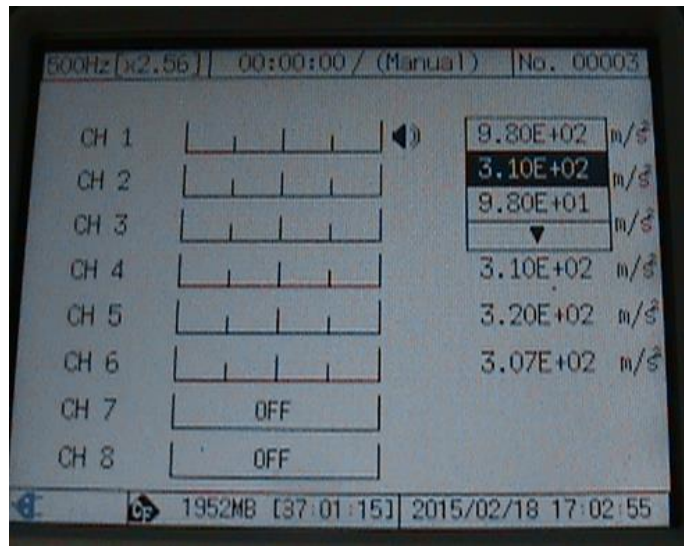 500Hz[x2.56] 00:00:00 / (Manual) No. 00003
CH 1 9.80E+02 m/s²
CH 2 3.10E+02 m/s²
CH 3 9.80E+01 m/s²
▼
CH 4 3.10E+02 m/s²
CH 5 3.20E+02 m/s²
CH 6 3.07E+02 m/s²
CH 7 OFF
CH 8 OFF
CF 1952MB [37:01:15] 2015/02/18 17:02:55